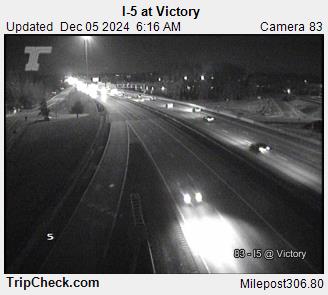 I-5 at Victory
Updated Dec 05 2024 6:16 AM Camera 83
T
S
83 - I5 @ Victory
TripCheck.com Milepost306.80